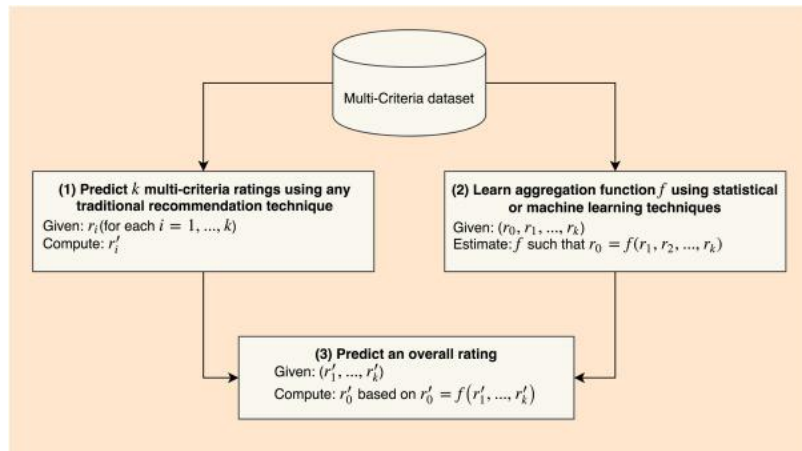 Multi-Criteria dataset
(1) Predict k multi-criteria ratings using any
traditional recommendation technique
Given: rᵢ(for each i = 1, ..., k)
Compute: r′ᵢ
(2) Learn aggregation function f using statistical
or machine learning techniques
Given: (r₀, r₁, ..., rₖ)
Estimate: f such that r₀ = f(r₁, r₂, ..., rₖ)
(3) Predict an overall rating
Given: (r′₁, ..., r′ₖ)
Compute: r′₀ based on r′₀ = f(r′₁, ..., r′ₖ)